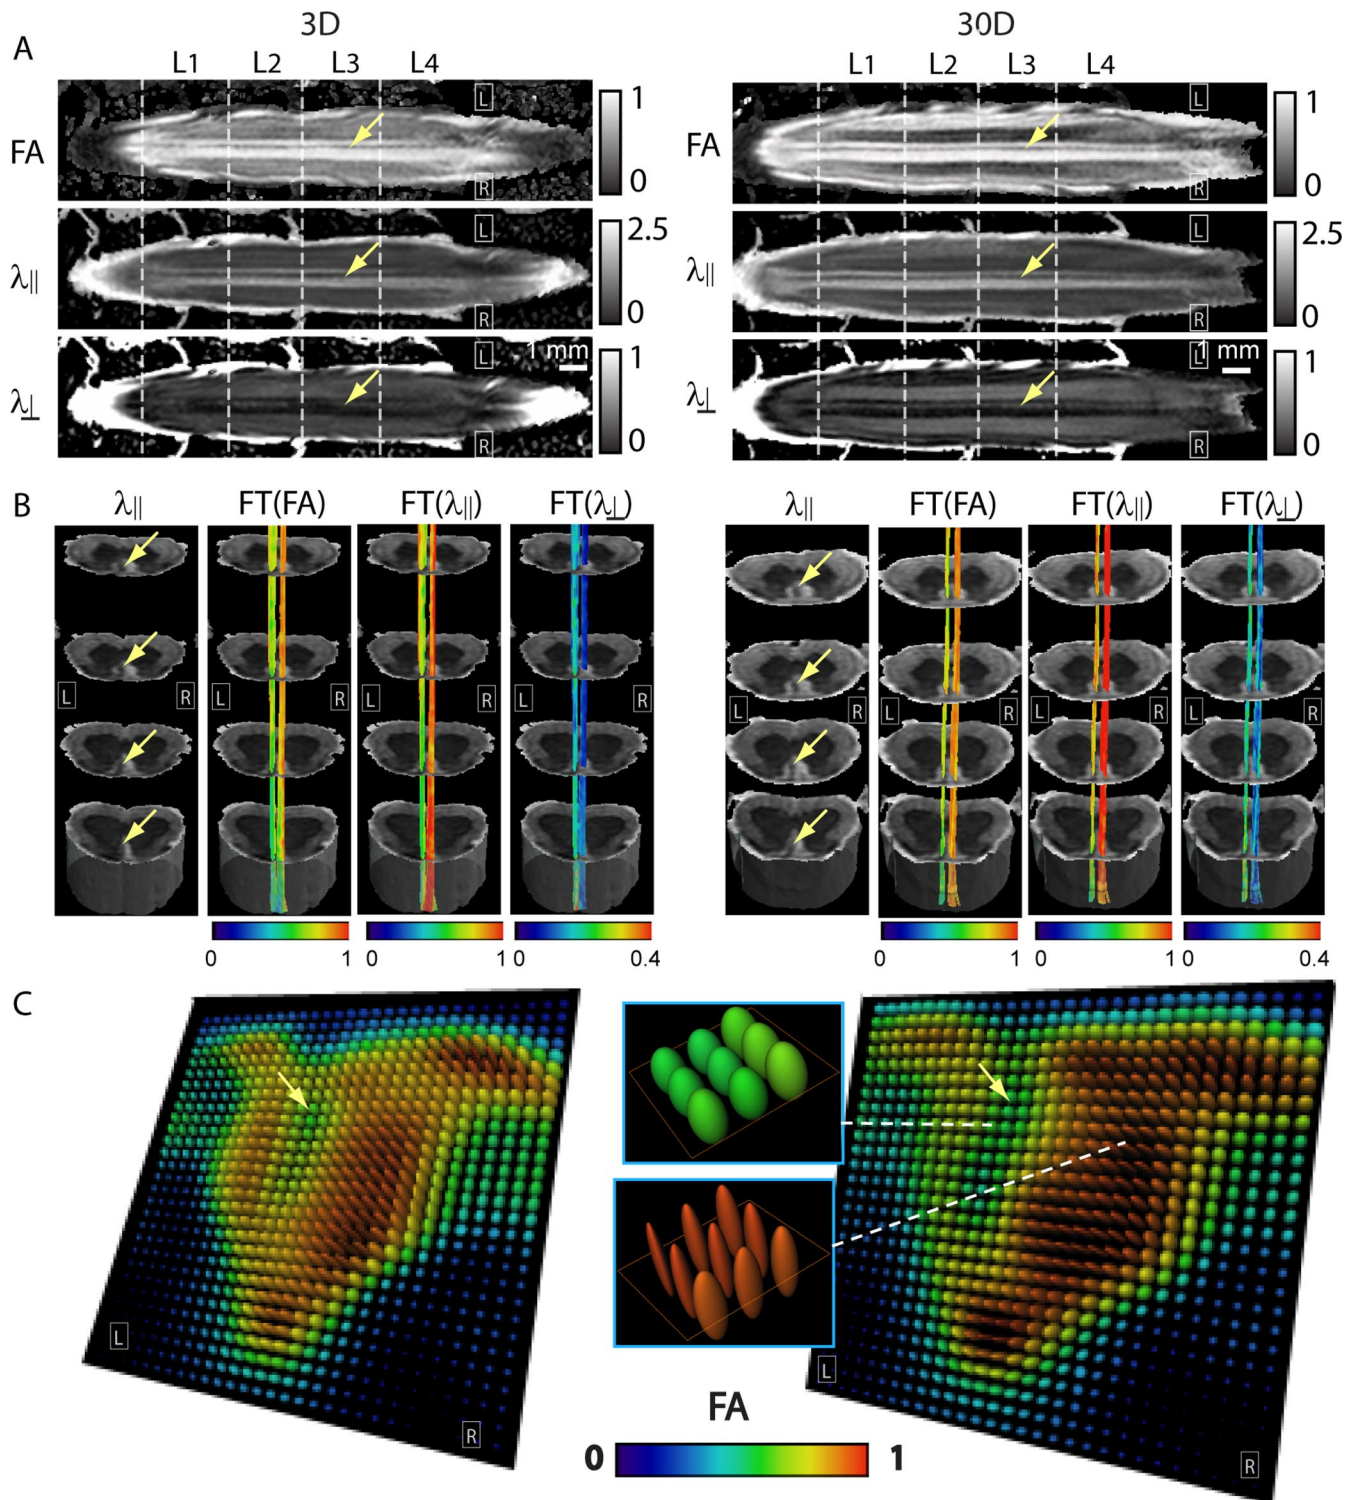 3D 30D
A
L1 L2 L3 L4 L1 L2 L3 L4
FA L R 1 0 FA L R 1 0
λ|| L R 2.5 0 λ|| L R 2.5 0
λ⊥ L 1 mm R 1 0 λ⊥ L 1 mm R 1 0
B
λ|| FT(FA) FT(λ||) FT(λ⊥) λ|| FT(FA) FT(λ||) FT(λ⊥)
L R L R L R L R L R L R L R L R
0 1 0 1 0 0.4 0 1 0 1 0 0.4
C
L R L R
FA
0 1